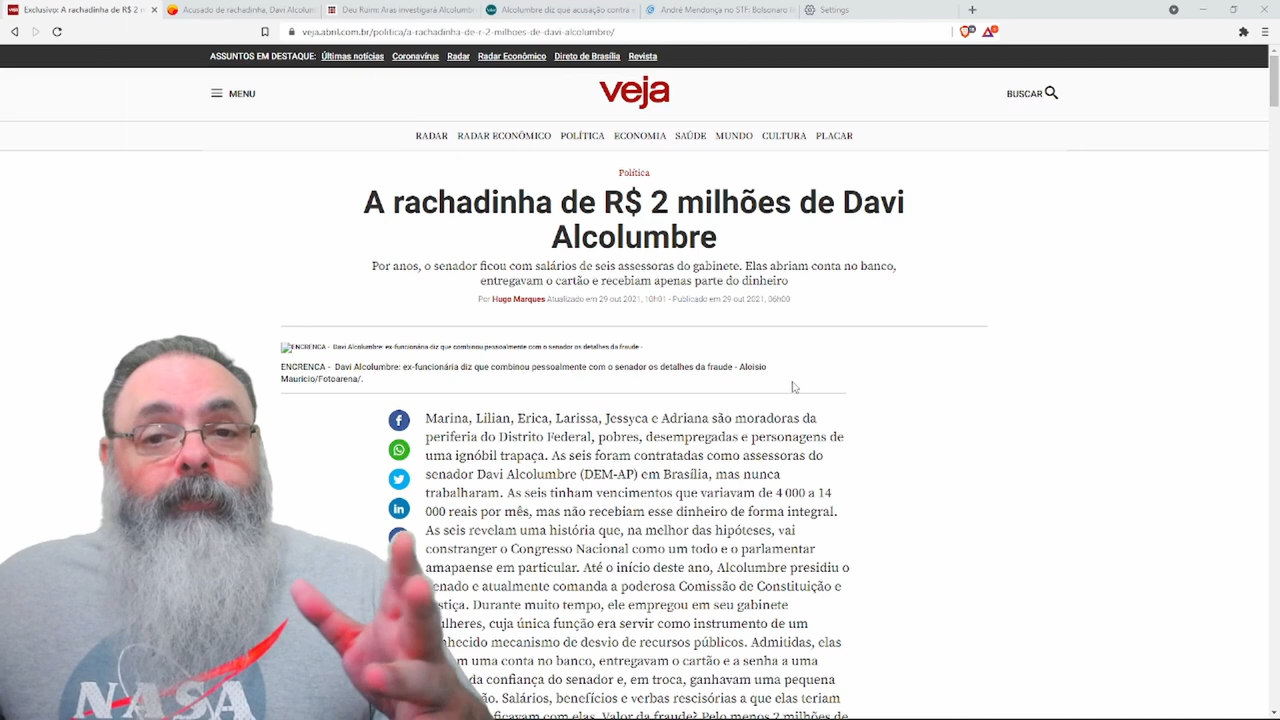 Exclusivo: A rachadinha de R$ 2 n
Acusado de rachadinha, Davi Alcolum
Deu Ruim: Aras investigará Alcolumbr
Alcolumbre diz que acusação contra
André Mendonça no STF: Bolsonaro
Settings
veja.abril.com.br/politica/a-rachadinha-de-r-2-milhoes-de-davi-alcolumbre/
ASSUNTOS EM DESTAQUE: Últimas notícias Coronavírus Radar Radar Econômico Direto de Brasília Revista
MENU
veja
BUSCAR
RADAR RADAR ECONÔMICO POLÍTICA ECONOMIA SAÚDE MUNDO CULTURA PLACAR
Política
A rachadinha de R$ 2 milhões de Davi
Alcolumbre
Por anos, o senador ficou com salários de seis assessoras do gabinete. Elas abriam conta no banco,
entregavam o cartão e recebiam apenas parte do dinheiro
Por Hugo Marques Atualizado em 29 out 2021, 10h01 - Publicado em 29 out 2021, 06h00
ENCRENCA - Davi Alcolumbre: ex-funcionária diz que combinou pessoalmente com o senador os detalhes da fraude -
ENCRENCA - Davi Alcolumbre: ex-funcionária diz que combinou pessoalmente com o senador os detalhes da fraude - Aloisio
Mauricio/Fotoarena/.
Marina, Lilian, Erica, Larissa, Jessyca e Adriana são moradoras da
periferia do Distrito Federal, pobres, desempregadas e personagens de
uma ignóbil trapaça. As seis foram contratadas como assessoras do
senador Davi Alcolumbre (DEM-AP) em Brasília, mas nunca
trabalharam. As seis tinham vencimentos que variavam de 4 000 a 14
000 reais por mês, mas não recebiam esse dinheiro de forma integral.
As seis revelam uma história que, na melhor das hipóteses, vai
constranger o Congresso Nacional como um todo e o parlamentar
amapaense em particular. Até o início deste ano, Alcolumbre presidiu o
enado e atualmente comanda a poderosa Comissão de Constituição e
stiça. Durante muito tempo, ele empregou em seu gabinete
ulheres, cuja única função era servir como instrumento de um
nhecido mecanismo de desvio de recursos públicos. Admitidas, elas
m uma conta no banco, entregavam o cartão e a senha a uma
da confiança do senador e, em troca, ganhavam uma pequena
ção. Salários, benefícios e verbas rescisórias a que elas teriam
ficavam com elas. Valor da fraude? Pelo menos 2 milhões de
NASA